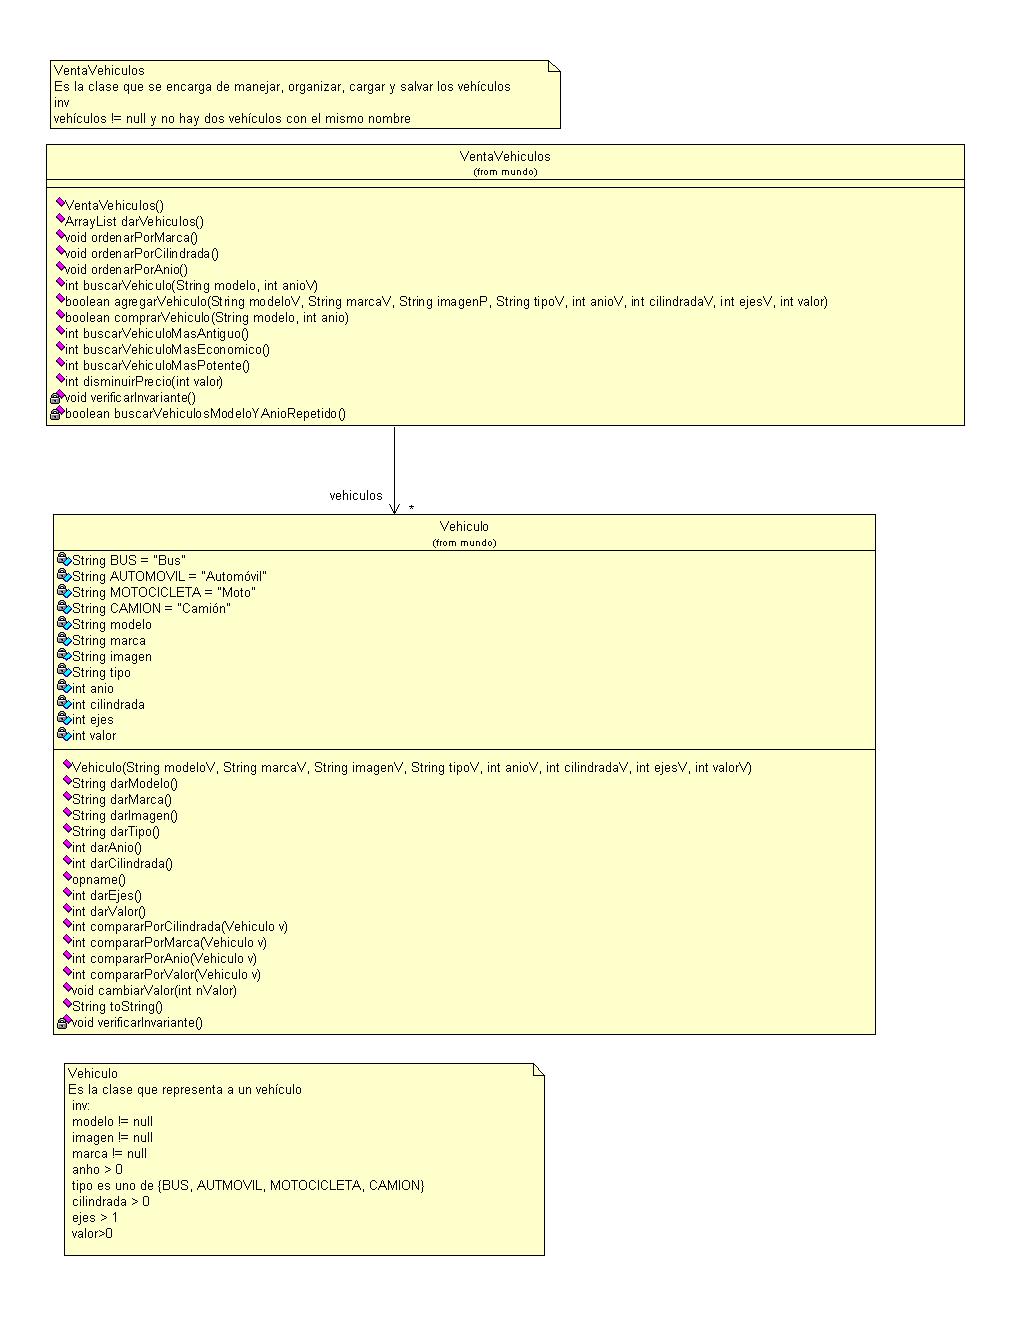 VentaVehiculos
Es la clase que se encarga de manejar, organizar, cargar y salvar los vehículos
inv
vehículos != null y no hay dos vehículos con el mismo nombre
VentaVehiculos
(from mundo)
VentaVehiculos()
ArrayList darVehiculos()
void ordenarPorMarca()
void ordenarPorCilindrada()
void ordenarPorAnio()
int buscarVehiculo(String modelo, int anioV)
boolean agregarVehiculo(String modeloV, String marcaV, String imagenP, String tipoV, int anioV, int cilindradaV, int ejesV, int valor)
boolean comprarVehiculo(String modelo, int anio)
int buscarVehiculoMasAntiguo()
int buscarVehiculoMasEconomico()
int buscarVehiculoMasPotente()
int disminuirPrecio(int valor)
void verificarInvariante()
boolean buscarVehiculosModeloYAnioRepetido()
vehiculos
*
Vehiculo
(from mundo)
String BUS = "Bus"
String AUTOMOVIL = "Automóvil"
String MOTOCICLETA = "Moto"
String CAMION = "Camión"
String modelo
String marca
String imagen
String tipo
int anio
int cilindrada
int ejes
int valor
Vehiculo(String modeloV, String marcaV, String imagenV, String tipoV, int anioV, int cilindradaV, int ejesV, int valorV)
String darModelo()
String darMarca()
String darImagen()
String darTipo()
int darAnio()
int darCilindrada()
opname()
int darEjes()
int darValor()
int compararPorCilindrada(Vehiculo v)
int compararPorMarca(Vehiculo v)
int compararPorAnio(Vehiculo v)
int compararPorValor(Vehiculo v)
void cambiarValor(int nValor)
String toString()
void verificarInvariante()
Vehiculo
Es la clase que representa a un vehículo
inv:
modelo != null
imagen != null
marca != null
anho > 0
tipo es uno de {BUS, AUTMOVIL, MOTOCICLETA, CAMION}
cilindrada > 0
ejes > 1
valor>0